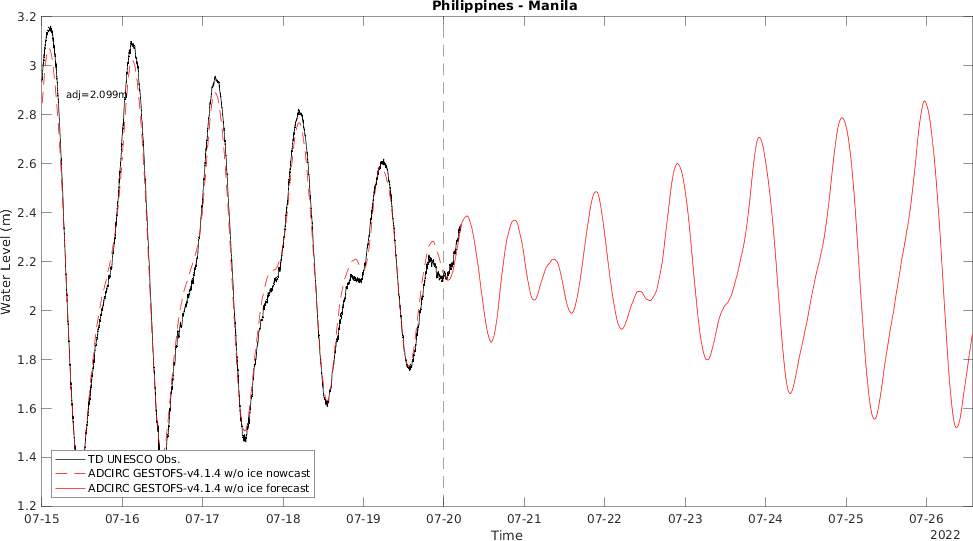 Philippines - Manila
3.2
3
2.8
2.6
2.4
2.2
2
1.8
1.6
1.4
1.2
Water Level (m)
adj=2.099m
TD UNESCO Obs.
ADCIRC GESTOFS-v4.1.4 w/o ice nowcast
ADCIRC GESTOFS-v4.1.4 w/o ice forecast
07-15 07-16 07-17 07-18 07-19 07-20 07-21 07-22 07-23 07-24 07-25 07-26
Time
2022